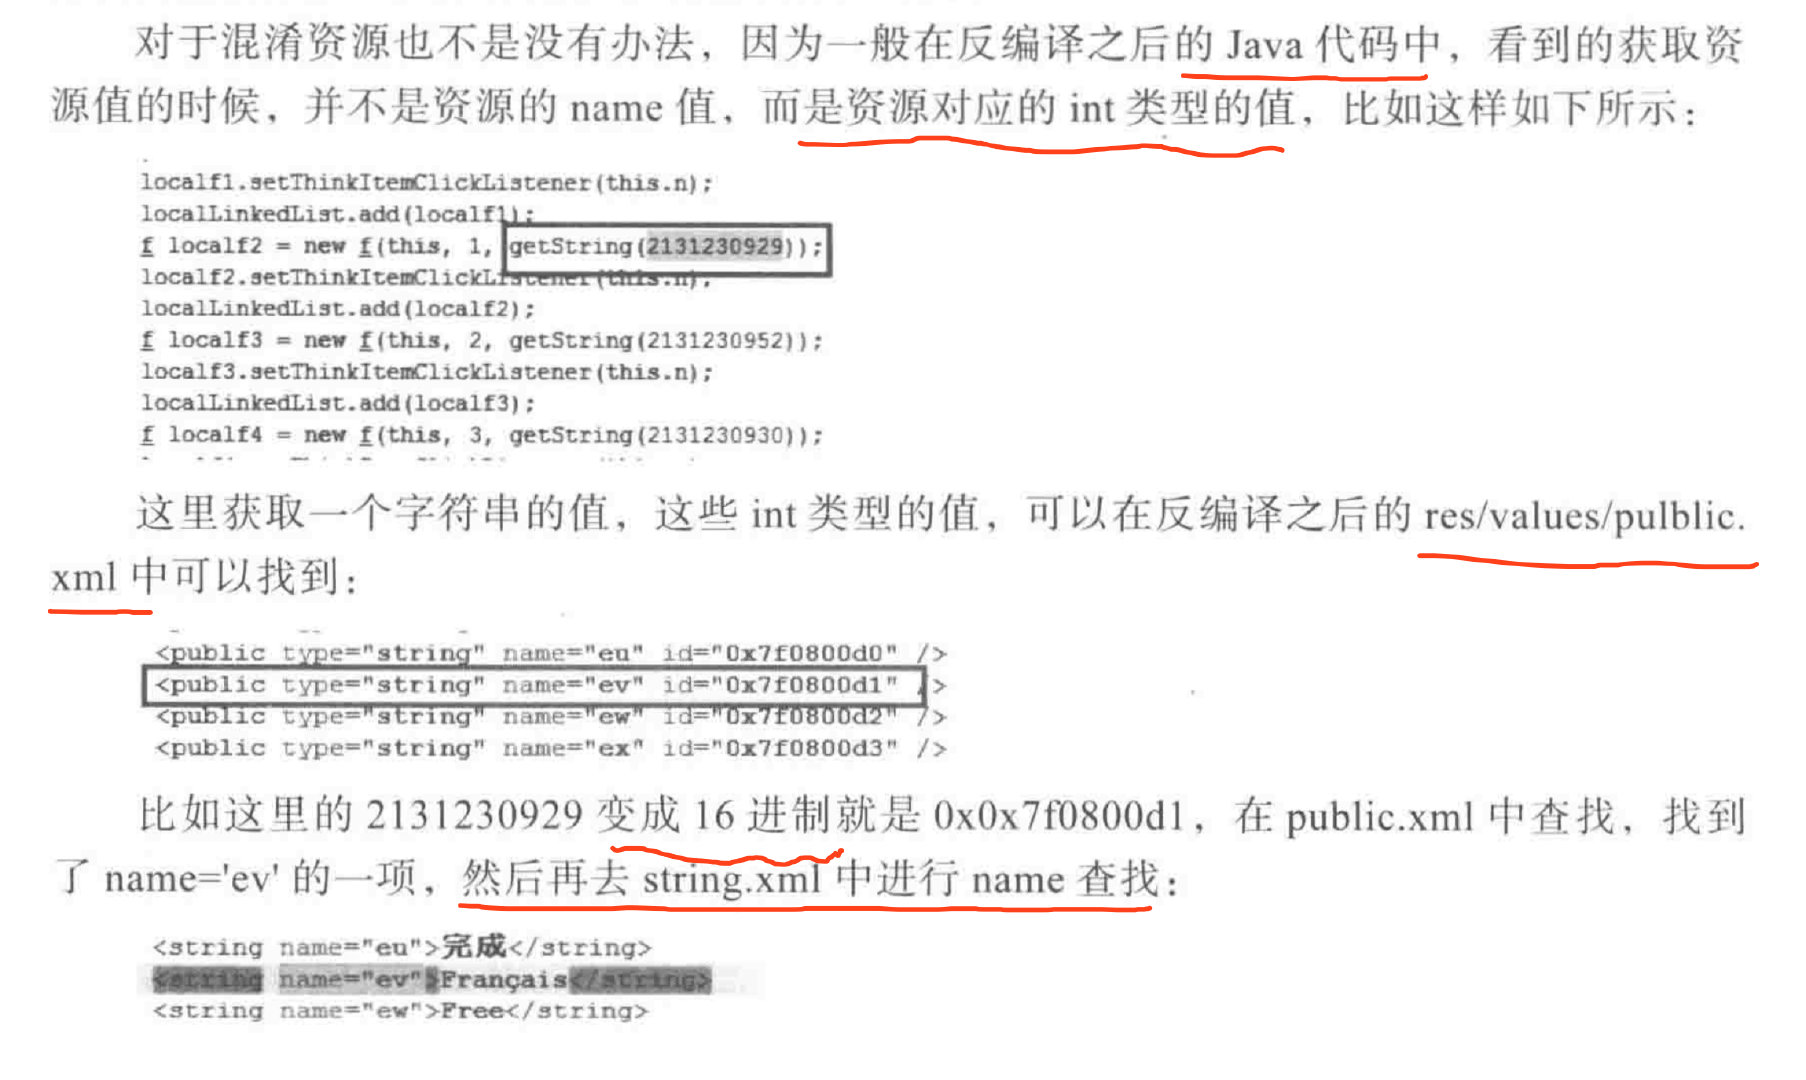 对于混淆资源也不是没有办法，因为一般在反编译之后的 Java 代码中，看到的获取资
源值的时候，并不是资源的 name 值，而是资源对应的 int 类型的值，比如这样如下所示：
localf1.setThinkItemClickListener(this.n);
localLinkedList.add(localf1);
f localf2 = new f(this, 1, getString(2131230929));
localf2.setThinkItemClickListener(this.n);
localLinkedList.add(localf2);
f localf3 = new f(this, 2, getString(2131230952));
localf3.setThinkItemClickListener(this.n);
localLinkedList.add(localf3);
f localf4 = new f(this, 3, getString(2131230930));
这里获取一个字符串的值，这些 int 类型的值，可以在反编译之后的 res/values/pulblic.
xml 中可以找到：
<public type="string" name="eu" id="0x7f0800d0" />
<public type="string" name="ev" id="0x7f0800d1" />
<public type="string" name="ew" id="0x7f0800d2" />
<public type="string" name="ex" id="0x7f0800d3" />
比如这里的 2131230929 变成 16 进制就是 0x0x7f0800d1，在 public.xml 中查找，找到
了 name='ev' 的一项，然后再去 string.xml 中进行 name 查找：
<string name="eu">完成</string>
<string name="ev">Français</string>
<string name="ew">Free</string>